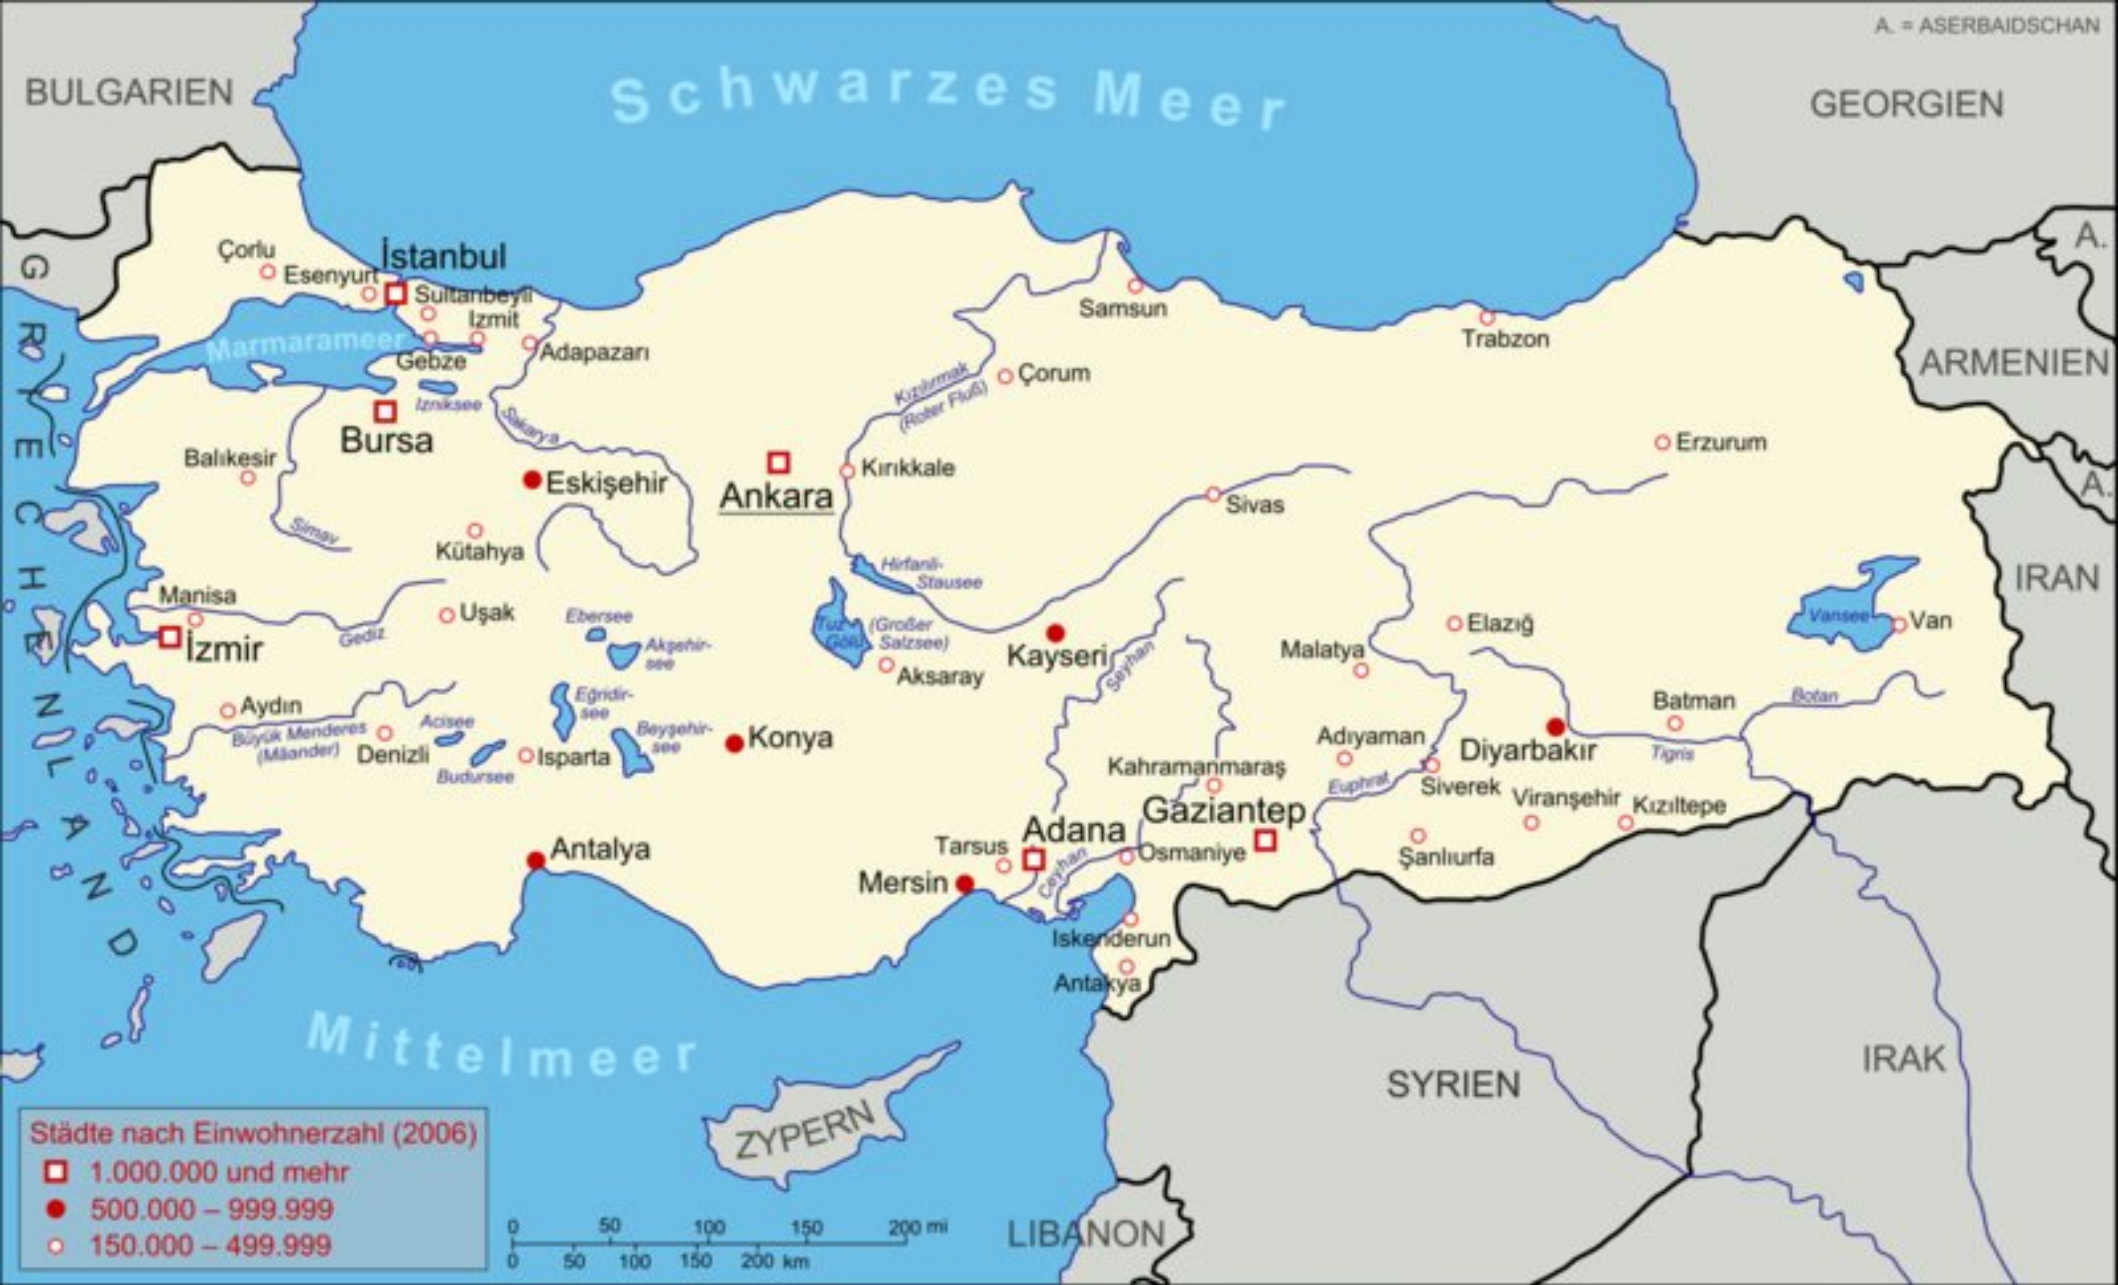 A. = ASERBAIDSCHAN
BULGARIEN
Schwarzes Meer
GEORGIEN
A.
GRIECHENLAND
Çorlu
İstanbul
Esenyurt
Sultanbeyli
Izmit
Samsun
Trabzon
Marmarameer
Gebze
Adapazarı
ARMENIEN
Izniksee
Kızılırmak
(Roter Fluß)
Çorum
Bursa
Sakarya
Balıkesir
Erzurum
Eskişehir
Ankara
Kırıkkale
A.
Sivas
Simav
Kütahya
Hirfanli-
Stausee
IRAN
Manisa
Uşak
Ebersee
Tuz
Gölü
(Großer
Salzsee)
Elazığ
Vansee
Van
Gediz
İzmir
Akşehir-
see
Kayseri
Seyhan
Malatya
Aksaray
Aydın
Eğridir-
see
Batman
Botan
Büyük Menderes
(Mäander)
Acisee
Beyşehir-
see
Konya
Adıyaman
Diyarbakır
Denizli
Isparta
Tigris
Budursee
Kahramanmaraş
Euphrat
Siverek
Viranşehir
Kızıltepe
Gaziantep
Adana
Antalya
Tarsus
Osmaniye
Şanlıurfa
Ceyhan
Mersin
Iskenderun
Antakya
Mittelmeer
SYRIEN
IRAK
ZYPERN
LIBANON
Städte nach Einwohnerzahl (2006)
1.000.000 und mehr
500.000 – 999.999
150.000 – 499.999
0 50 100 150 200 mi
0 50 100 150 200 km